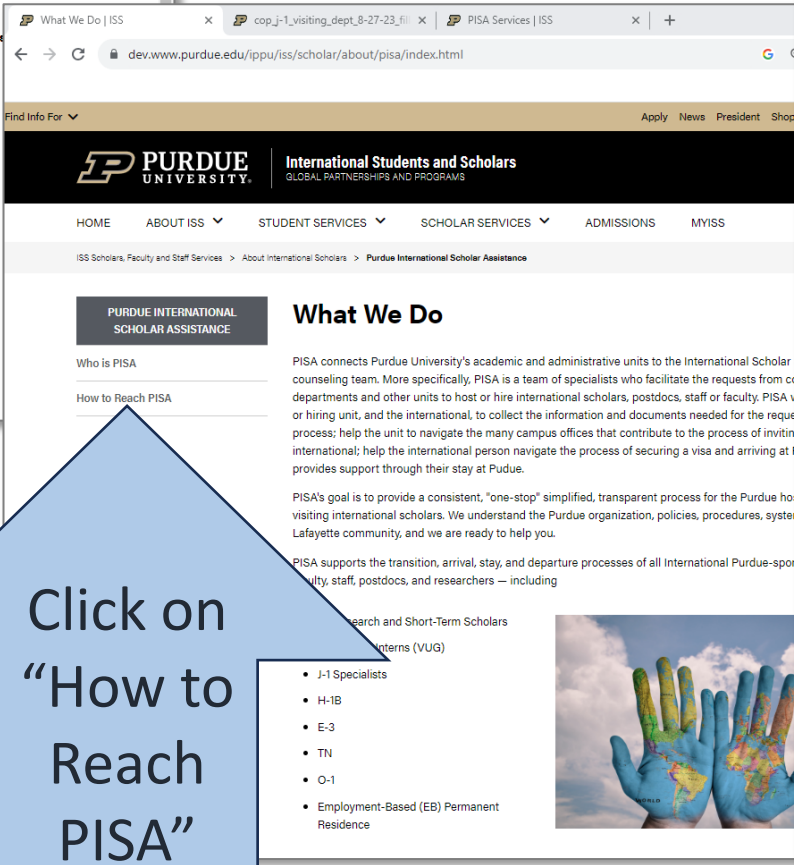 What We Do | ISS
cop_j-1_visiting_dept_8-27-23_fill
PISA Services | ISS
dev.www.purdue.edu/ippu/iss/scholar/about/pisa/index.html
Find Info For
Apply News President Shop
PURDUE
UNIVERSITY®
International Students and Scholars
GLOBAL PARTNERSHIPS AND PROGRAMS
HOME ABOUT ISS STUDENT SERVICES SCHOLAR SERVICES ADMISSIONS MYISS
ISS Scholars, Faculty and Staff Services > About International Scholars > Purdue International Scholar Assistance
PURDUE INTERNATIONAL
SCHOLAR ASSISTANCE
Who is PISA
How to Reach PISA
What We Do
PISA connects Purdue University's academic and administrative units to the International Scholar
counseling team. More specifically, PISA is a team of specialists who facilitate the requests from
departments and other units to host or hire international scholars, postdocs, staff or faculty. PISA
or hiring unit, and the international, to collect the information and documents needed for the
process; help the unit to navigate the many campus offices that contribute to the process of
international; help the international person navigate the process of securing a visa and arriving at
provides support through their stay at Pudue.
PISA's goal is to provide a consistent, "one-stop" simplified, transparent process for the Purdue
visiting international scholars. We understand the Purdue organization, policies, procedures,
Lafayette community, and we are ready to help you.
PISA supports the transition, arrival, stay, and departure processes of all International
staff, postdocs, and researchers — including
and Short-Term Scholars
Interns (VUG)
• J-1 Specialists
• H-1B
• E-3
• TN
• O-1
• Employment-Based (EB) Permanent
Residence
WORLD
Click on
“How to
Reach
PISA”